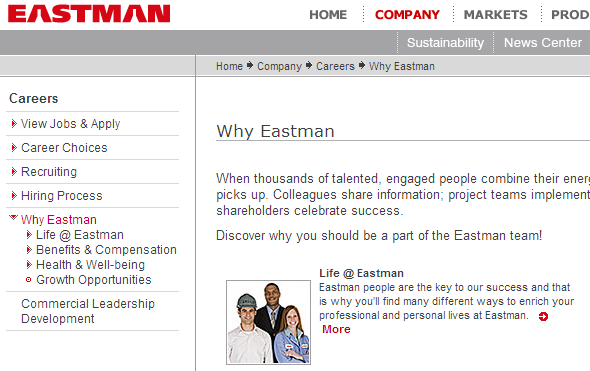 EASTMAN
HOME COMPANY MARKETS PROD
Sustainability News Center
Home Company Careers Why Eastman
Careers
View Jobs & Apply
Career Choices
Recruiting
Hiring Process
Why Eastman
Life @ Eastman
Benefits & Compensation
Health & Well-being
Growth Opportunities
Commercial Leadership
Development
Why Eastman
When thousands of talented, engaged people combine their ener
picks up. Colleagues share information; project teams implement
shareholders celebrate success.
Discover why you should be a part of the Eastman team!
Life @ Eastman
Eastman people are the key to our success and that
is why you'll find many different ways to enrich your
professional and personal lives at Eastman.
More